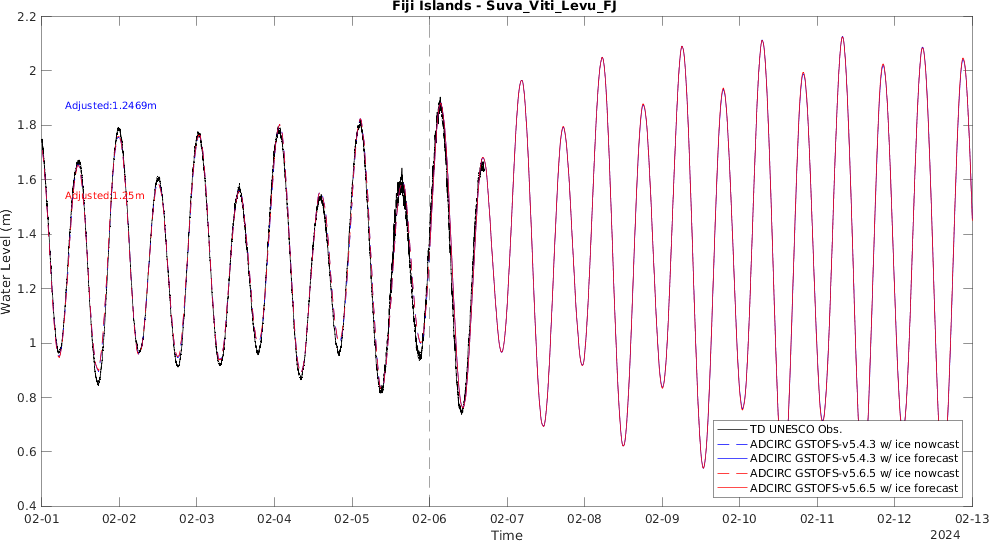 Fiji Islands - Suva_Viti_Levu_FJ
2.2
2
1.8
1.6
1.4
1.2
1
0.8
0.6
0.4
Water Level (m)
Adjusted:1.2469m
Adjusted:1.25m
TD UNESCO Obs.
ADCIRC GSTOFS-v5.4.3 w/ ice nowcast
ADCIRC GSTOFS-v5.4.3 w/ ice forecast
ADCIRC GSTOFS-v5.6.5 w/ ice nowcast
ADCIRC GSTOFS-v5.6.5 w/ ice forecast
02-01 02-02 02-03 02-04 02-05 02-06 02-07 02-08 02-09 02-10 02-11 02-12 02-13
Time
2024